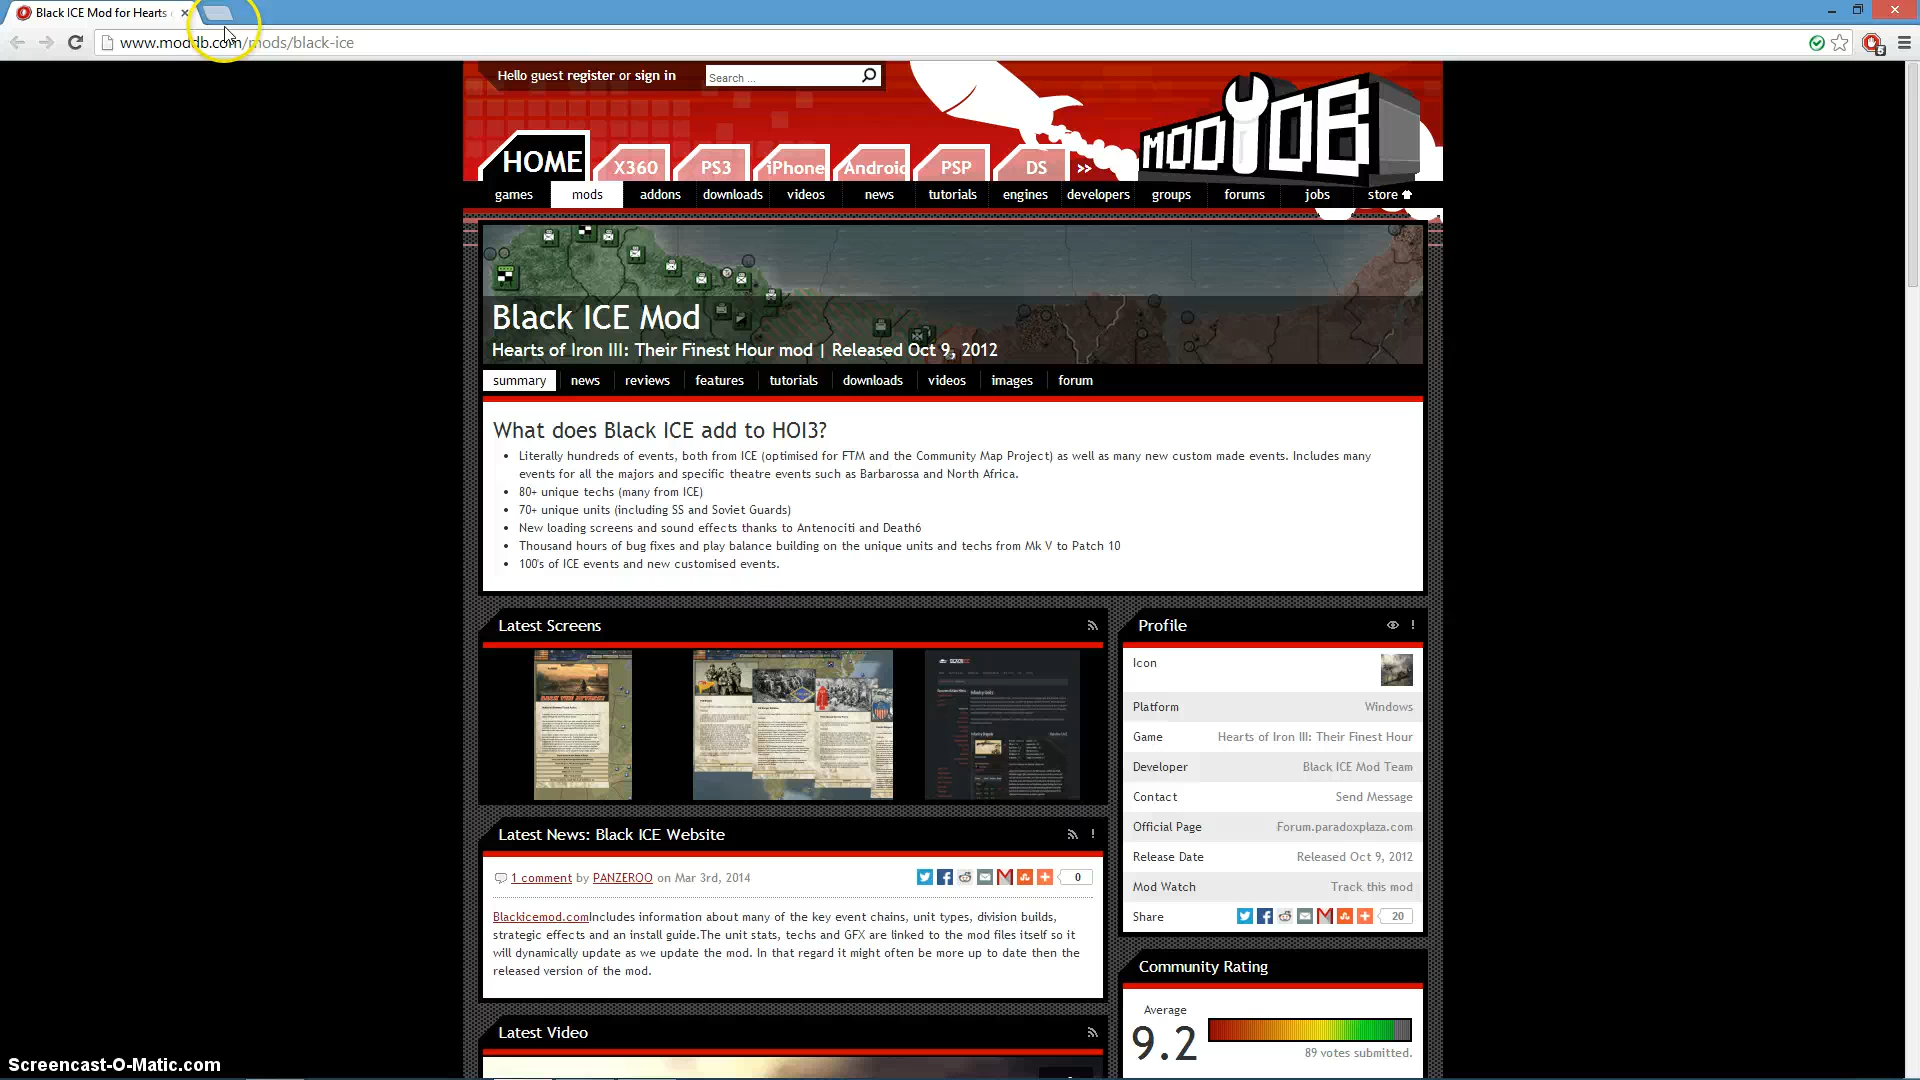 Black ICE Mod for Hearts
www.moddb.com/mods/black-ice
Hello guest register or sign in
Search ...
MOD DB
HOME
X360
PS3
iPhone
Android
PSP
DS
»
games
mods
addons
downloads
videos
news
tutorials
engines
developers
groups
forums
jobs
store
Black ICE Mod
Hearts of Iron III: Their Finest Hour mod | Released Oct 9, 2012
summary
news
reviews
features
tutorials
downloads
videos
images
forum
What does Black ICE add to HOI3?
• Literally hundreds of events, both from ICE (optimised for FTM and the Community Map Project) as well as many new custom made events. Includes many
events for all the majors and specific theatre events such as Barbarossa and North Africa.
• 80+ unique techs (many from ICE)
• 70+ unique units (including SS and Soviet Guards)
• New loading screens and sound effects thanks to Antenociti and Death6
• Thousand hours of bug fixes and play balance building on the unique units and techs from Mk V to Patch 10
• 100's of ICE events and new customised events.
Latest Screens
Latest News: Black ICE Website
1 comment by PANZEROO on Mar 3rd, 2014
0
Blackicemod.comIncludes information about many of the key event chains, unit types, division builds,
strategic effects and an install guide.The unit stats, techs and GFX are linked to the mod files itself so it
will dynamically update as we update the mod. In that regard it might often be more up to date then the
released version of the mod.
Latest Video
Profile
Icon
Platform Windows
Game Hearts of Iron III: Their Finest Hour
Developer Black ICE Mod Team
Contact Send Message
Official Page Forum.paradoxplaza.com
Release Date Released Oct 9, 2012
Mod Watch Track this mod
Share 20
Community Rating
Average
9.2
89 votes submitted.
Screencast-O-Matic.com